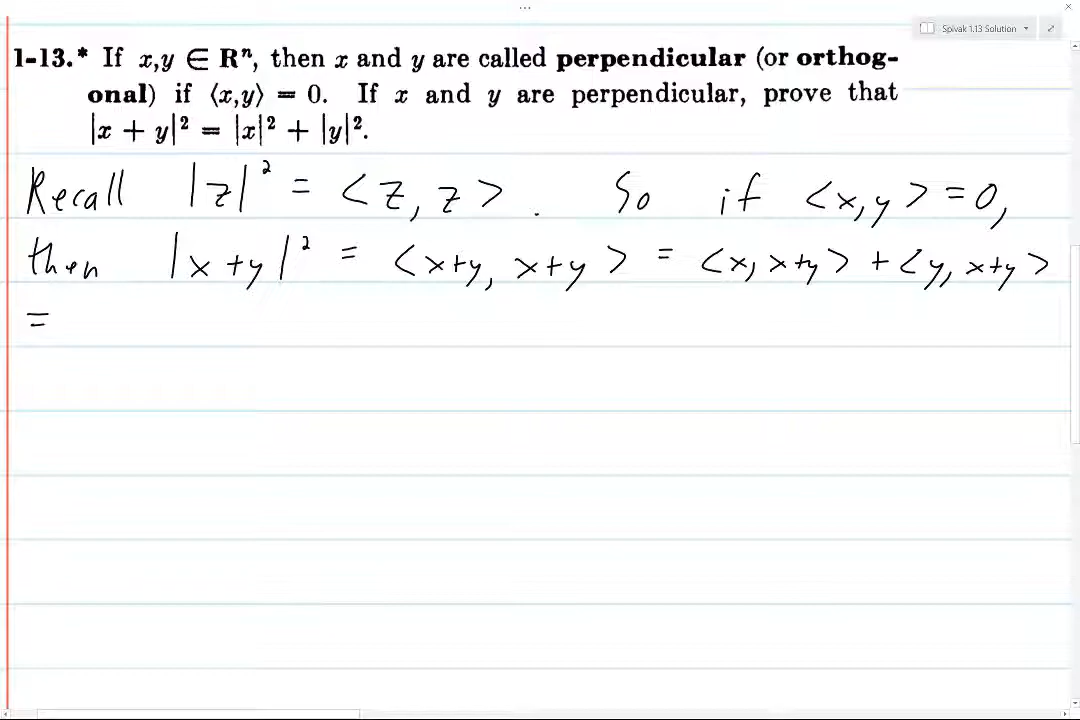 Spivak 1.13 Solution
1-13.* If x,y ∈ Rⁿ, then x and y are called perpendicular (or orthog-
onal) if ⟨x,y⟩ = 0. If x and y are perpendicular, prove that
|x + y|² = |x|² + |y|².
Recall |z|² = <z, z>. So if <x,y> = 0,
then |x+y|² = <x+y, x+y> = <x, x+y> + <y, x+y>
=